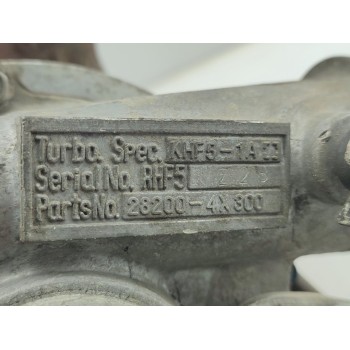 Turbo. Spec. KHF5-1A
Serial No. RHF5
Parts No. 28200-4X300